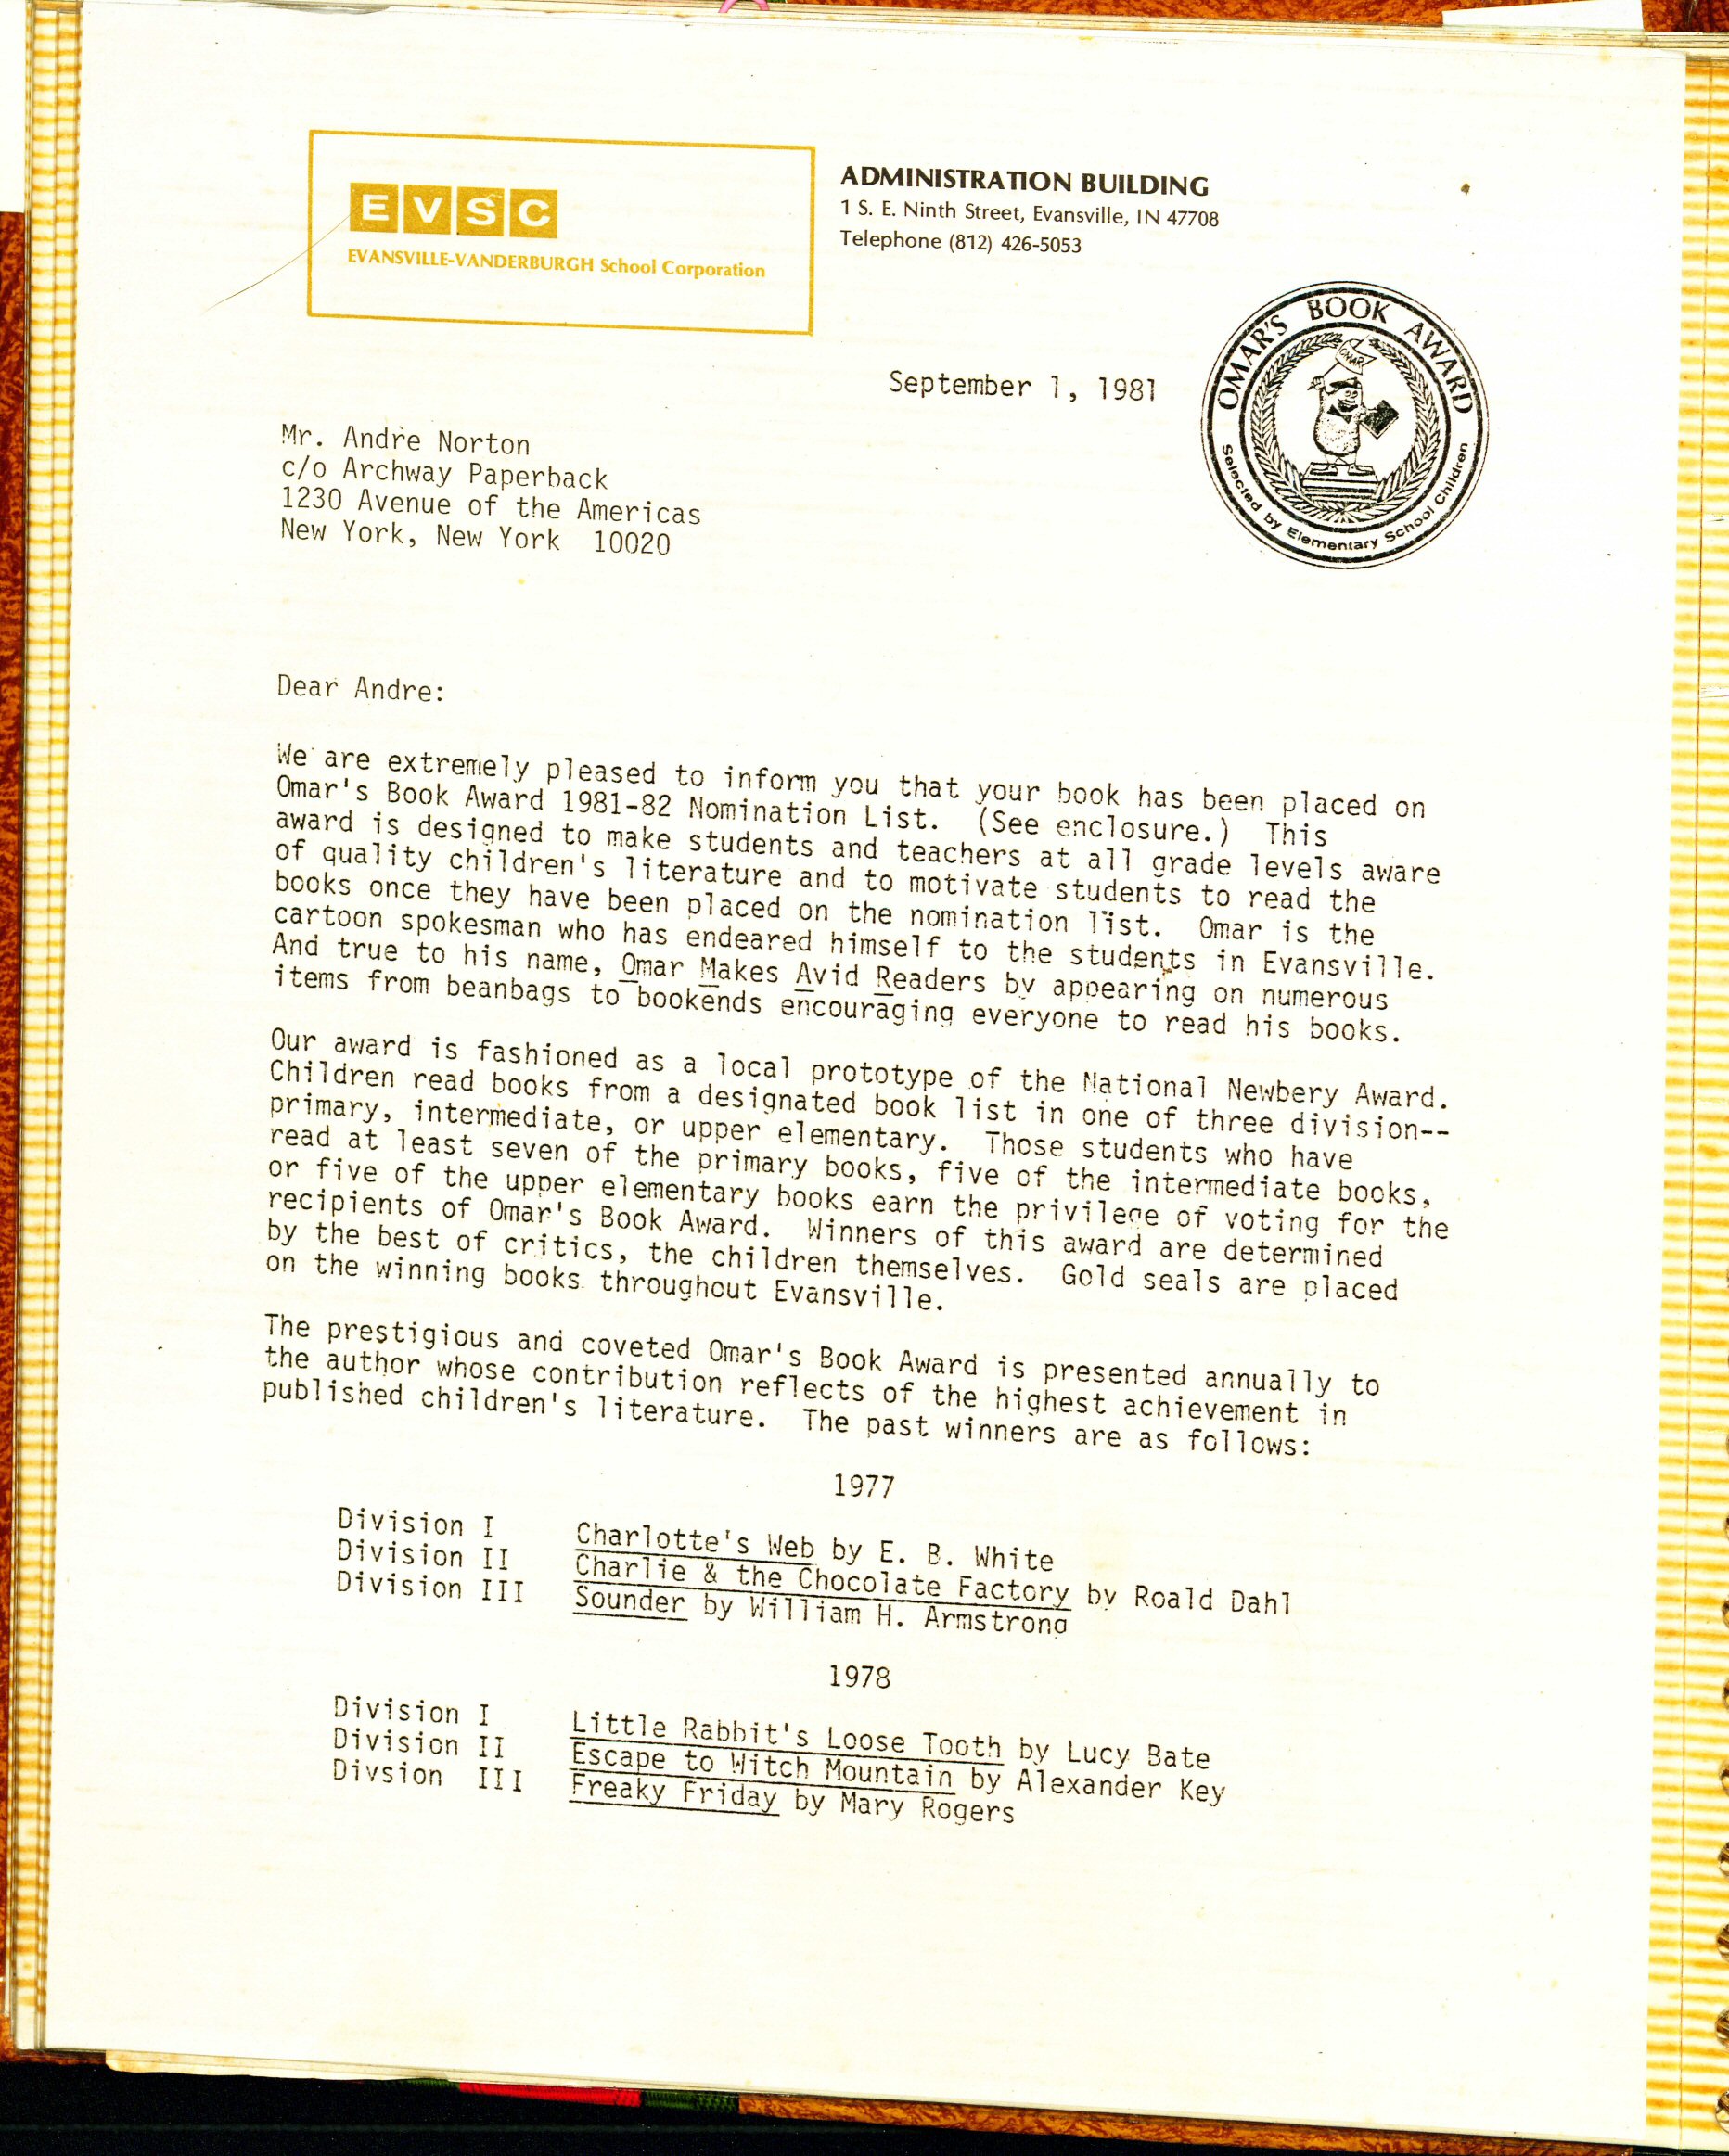 E V S C
EVANSVILLE-VANDERBURGH School Corporation
ADMINISTRATION BUILDING
1 S. E. Ninth Street, Evansville, IN 47708
Telephone (812) 426-5053
OMAR'S BOOK AWARD
OMAR
Selected by Elementary School Children
September 1, 1981
Mr. Andre Norton
c/o Archway Paperback
1230 Avenue of the Americas
New York, New York  10020
Dear Andre:
We are extremely pleased to inform you that your book has been placed on
Omar's Book Award 1981-82 Nomination List.  (See enclosure.)  This
award is designed to make students and teachers at all grade levels aware
of quality children's literature and to motivate students to read the
books once they have been placed on the nomination list.  Omar is the
cartoon spokesman who has endeared himself to the students in Evansville.
And true to his name, Omar Makes Avid Readers by appearing on numerous
items from beanbags to bookends encouraging everyone to read his books.
Our award is fashioned as a local prototype of the National Newbery Award.
Children read books from a designated book list in one of three division--
primary, intermediate, or upper elementary.  Those students who have
read at least seven of the primary books, five of the intermediate books,
or five of the upper elementary books earn the privilege of voting for the
recipients of Omar's Book Award.  Winners of this award are determined
by the best of critics, the children themselves.  Gold seals are placed
on the winning books throughout Evansville.
The prestigious and coveted Omar's Book Award is presented annually to
the author whose contribution reflects of the highest achievement in
published children's literature.  The past winners are as follows:
1977
Division I    Charlotte's Web by E. B. White
Division II    Charlie & the Chocolate Factory by Roald Dahl
Division III    Sounder by William H. Armstrong
1978
Division I    Little Rabbit's Loose Tooth by Lucy Bate
Division II    Escape to Witch Mountain by Alexander Key
Divsion  III    Freaky Friday by Mary Rogers